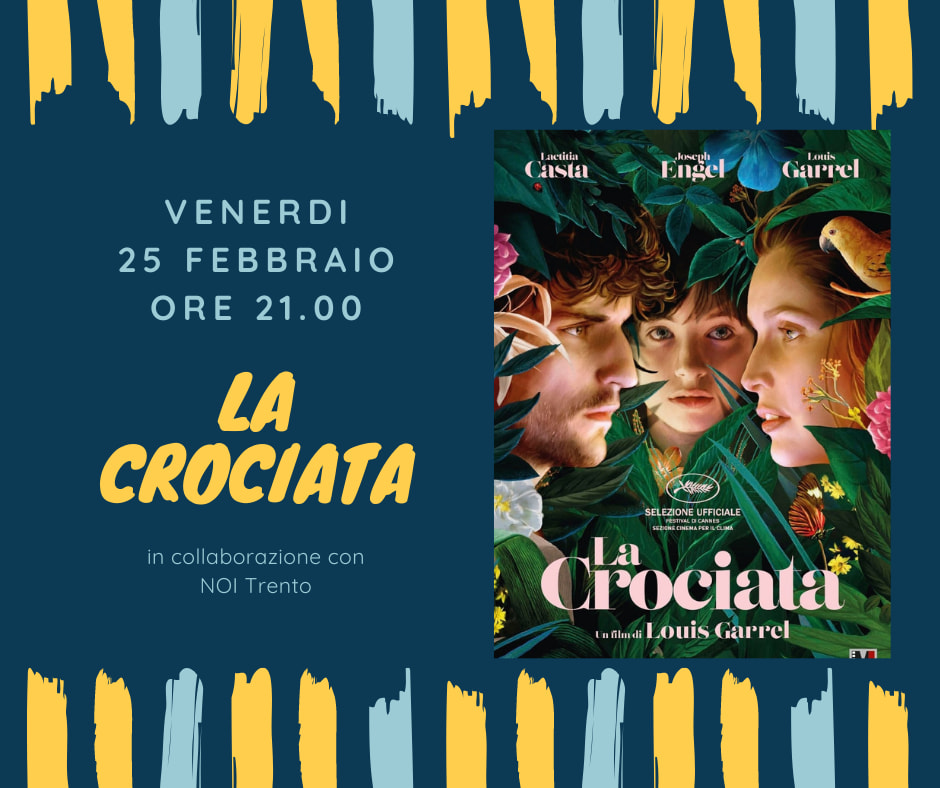 VENERDI
25 FEBBRAIO
ORE 21.00
LA
CROCIATA
in collaborazione con
NOI Trento
Laetitia
Casta
Joseph
Engel
Louis
Garrel
SELEZIONE UFFICIALE
FESTIVAL DI CANNES
SEZIONE CINEMA PER IL CLIMA
La
Crociata
Un film di Louis Garrel